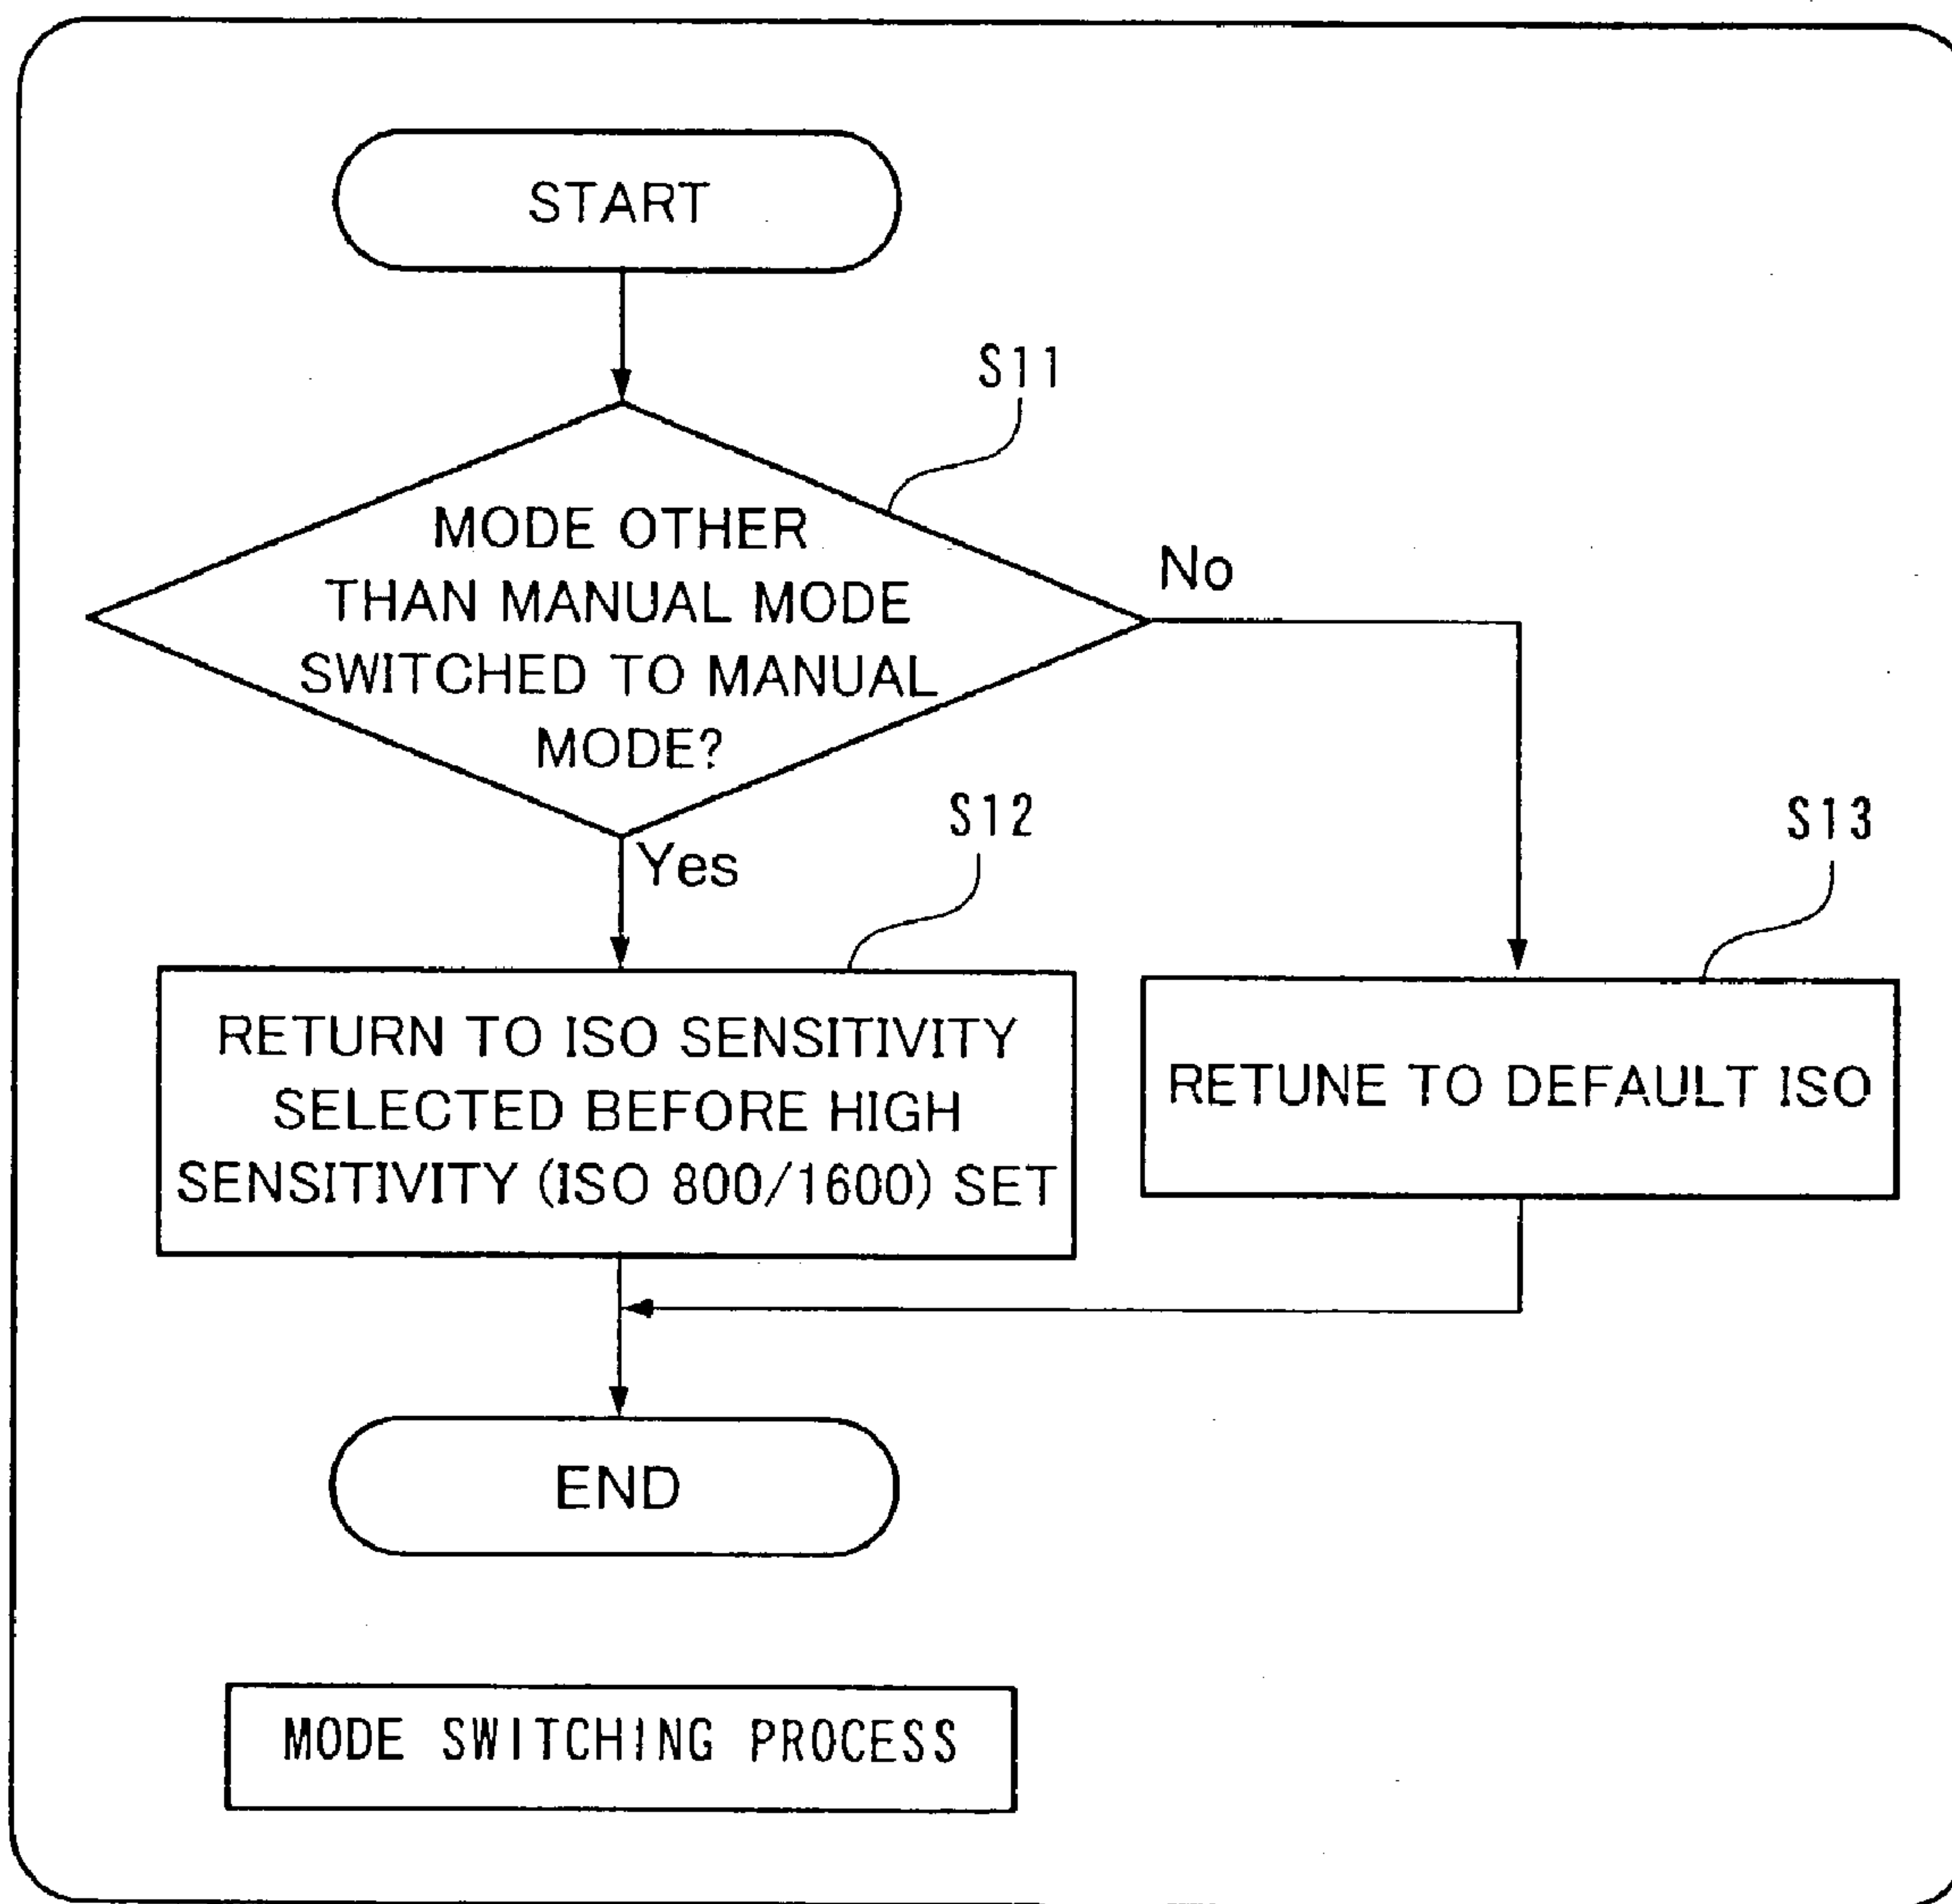 START
S11
MODE OTHER
THAN MANUAL MODE
SWITCHED TO MANUAL
MODE?
No
Yes
S12
S13
RETURN TO ISO SENSITIVITY
SELECTED BEFORE HIGH
SENSITIVITY (ISO 800/1600) SET
RETUNE TO DEFAULT ISO
END
MODE SWITCHING PROCESS